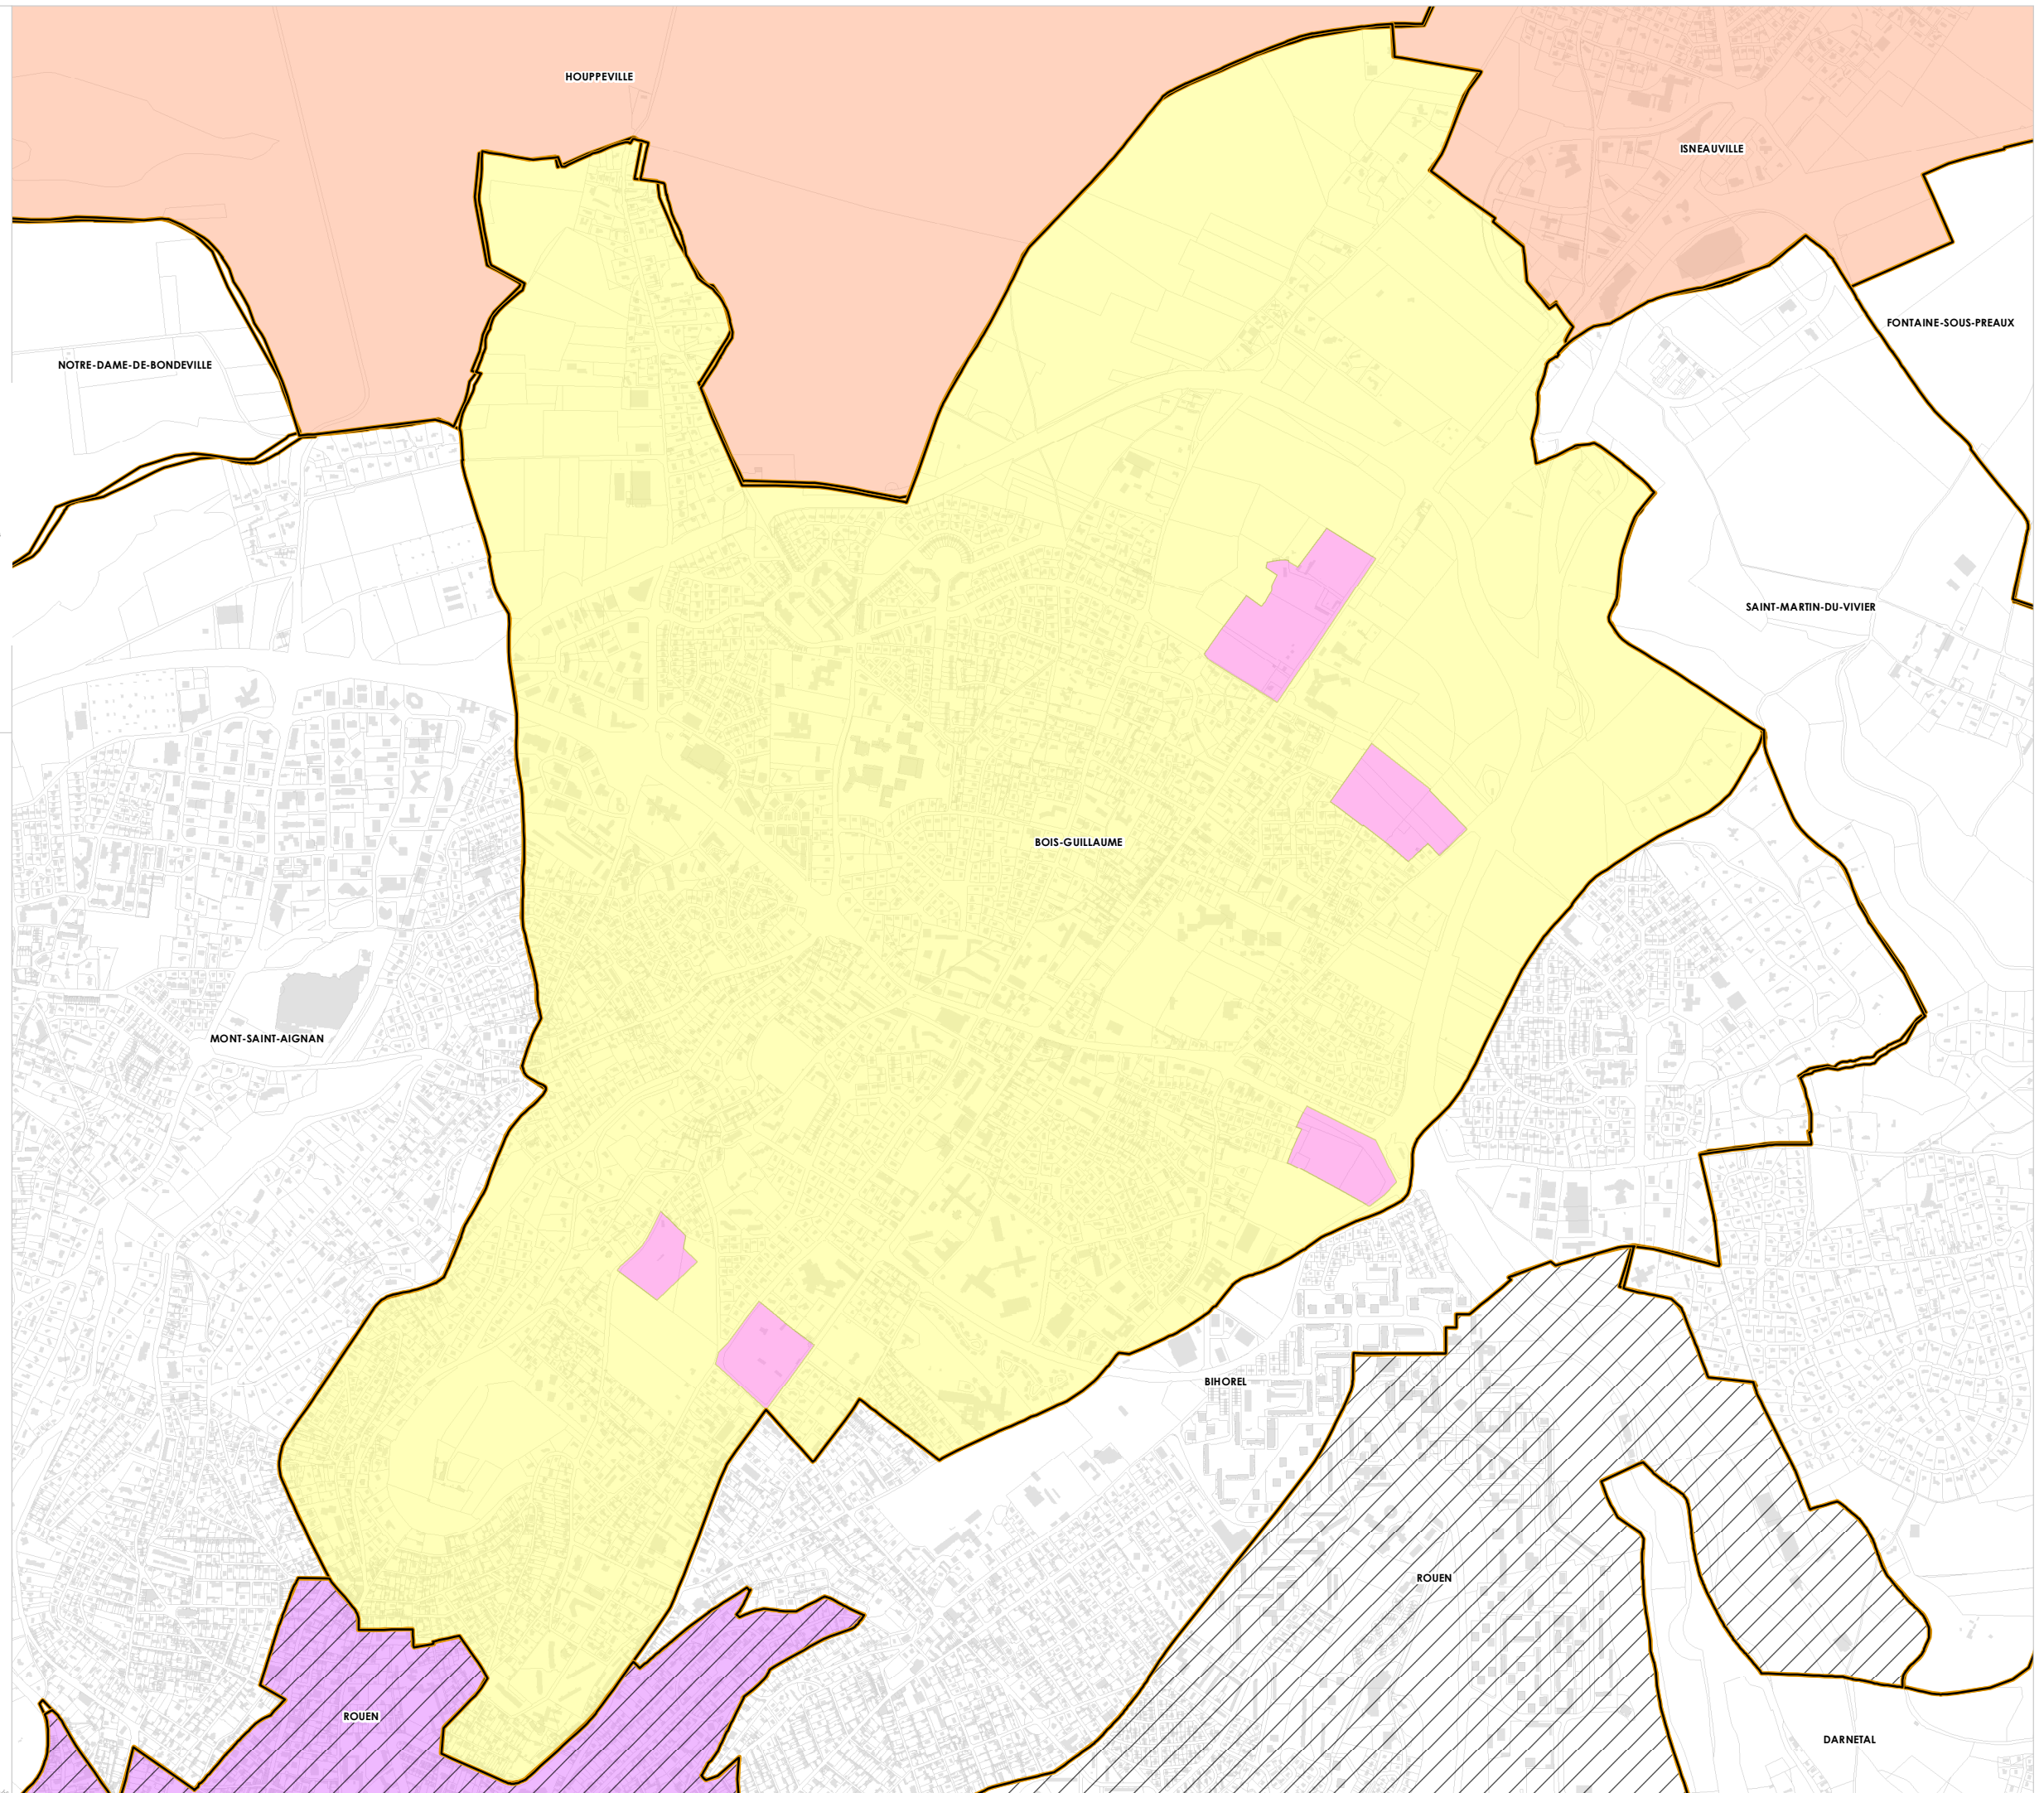 HOUPPEVILLE
ISNEAUVILLE
FONTAINE-SOUS-PREAUX
NOTRE-DAME-DE-BONDEVILLE
SAINT-MARTIN-DU-VIVIER
BOIS-GUILLAUME
MONT-SAINT-AIGNAN
BIHOREL
ROUEN
ROUEN
DARNETAL